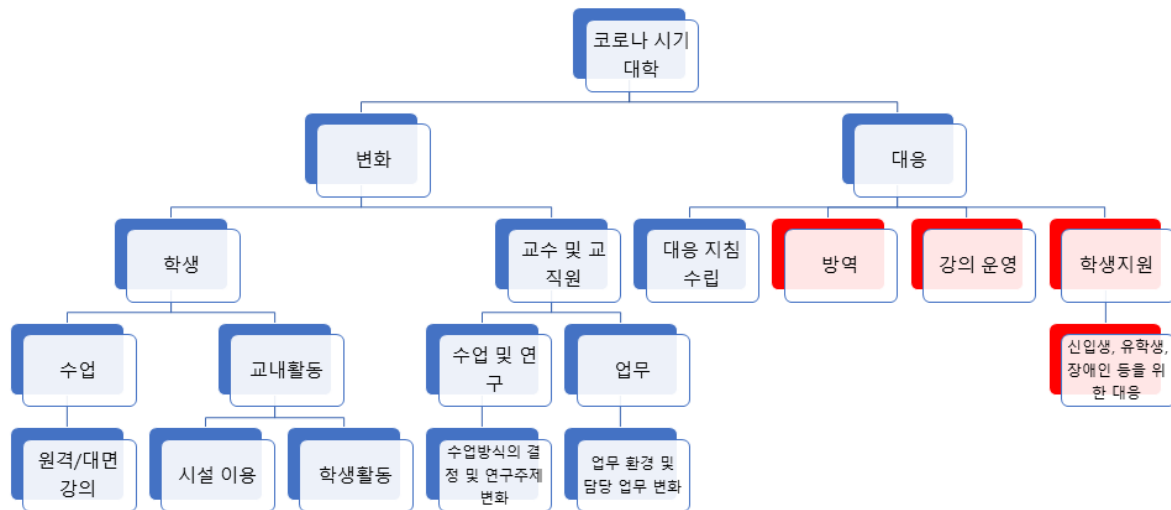 코로나 시기
대학
변화
대응
학생
교수 및 교
직원
대응 지침
수립
방역
강의 운영
학생지원
수업
교내활동
수업 및 연
구
업무
신입생, 유학생,
장애인 등을 위
한 대응
원격/대면
강의
시설 이용
학생활동
수업방식의 결
정 및 연구주제
변화
업무 환경 및
담당 업무 변화